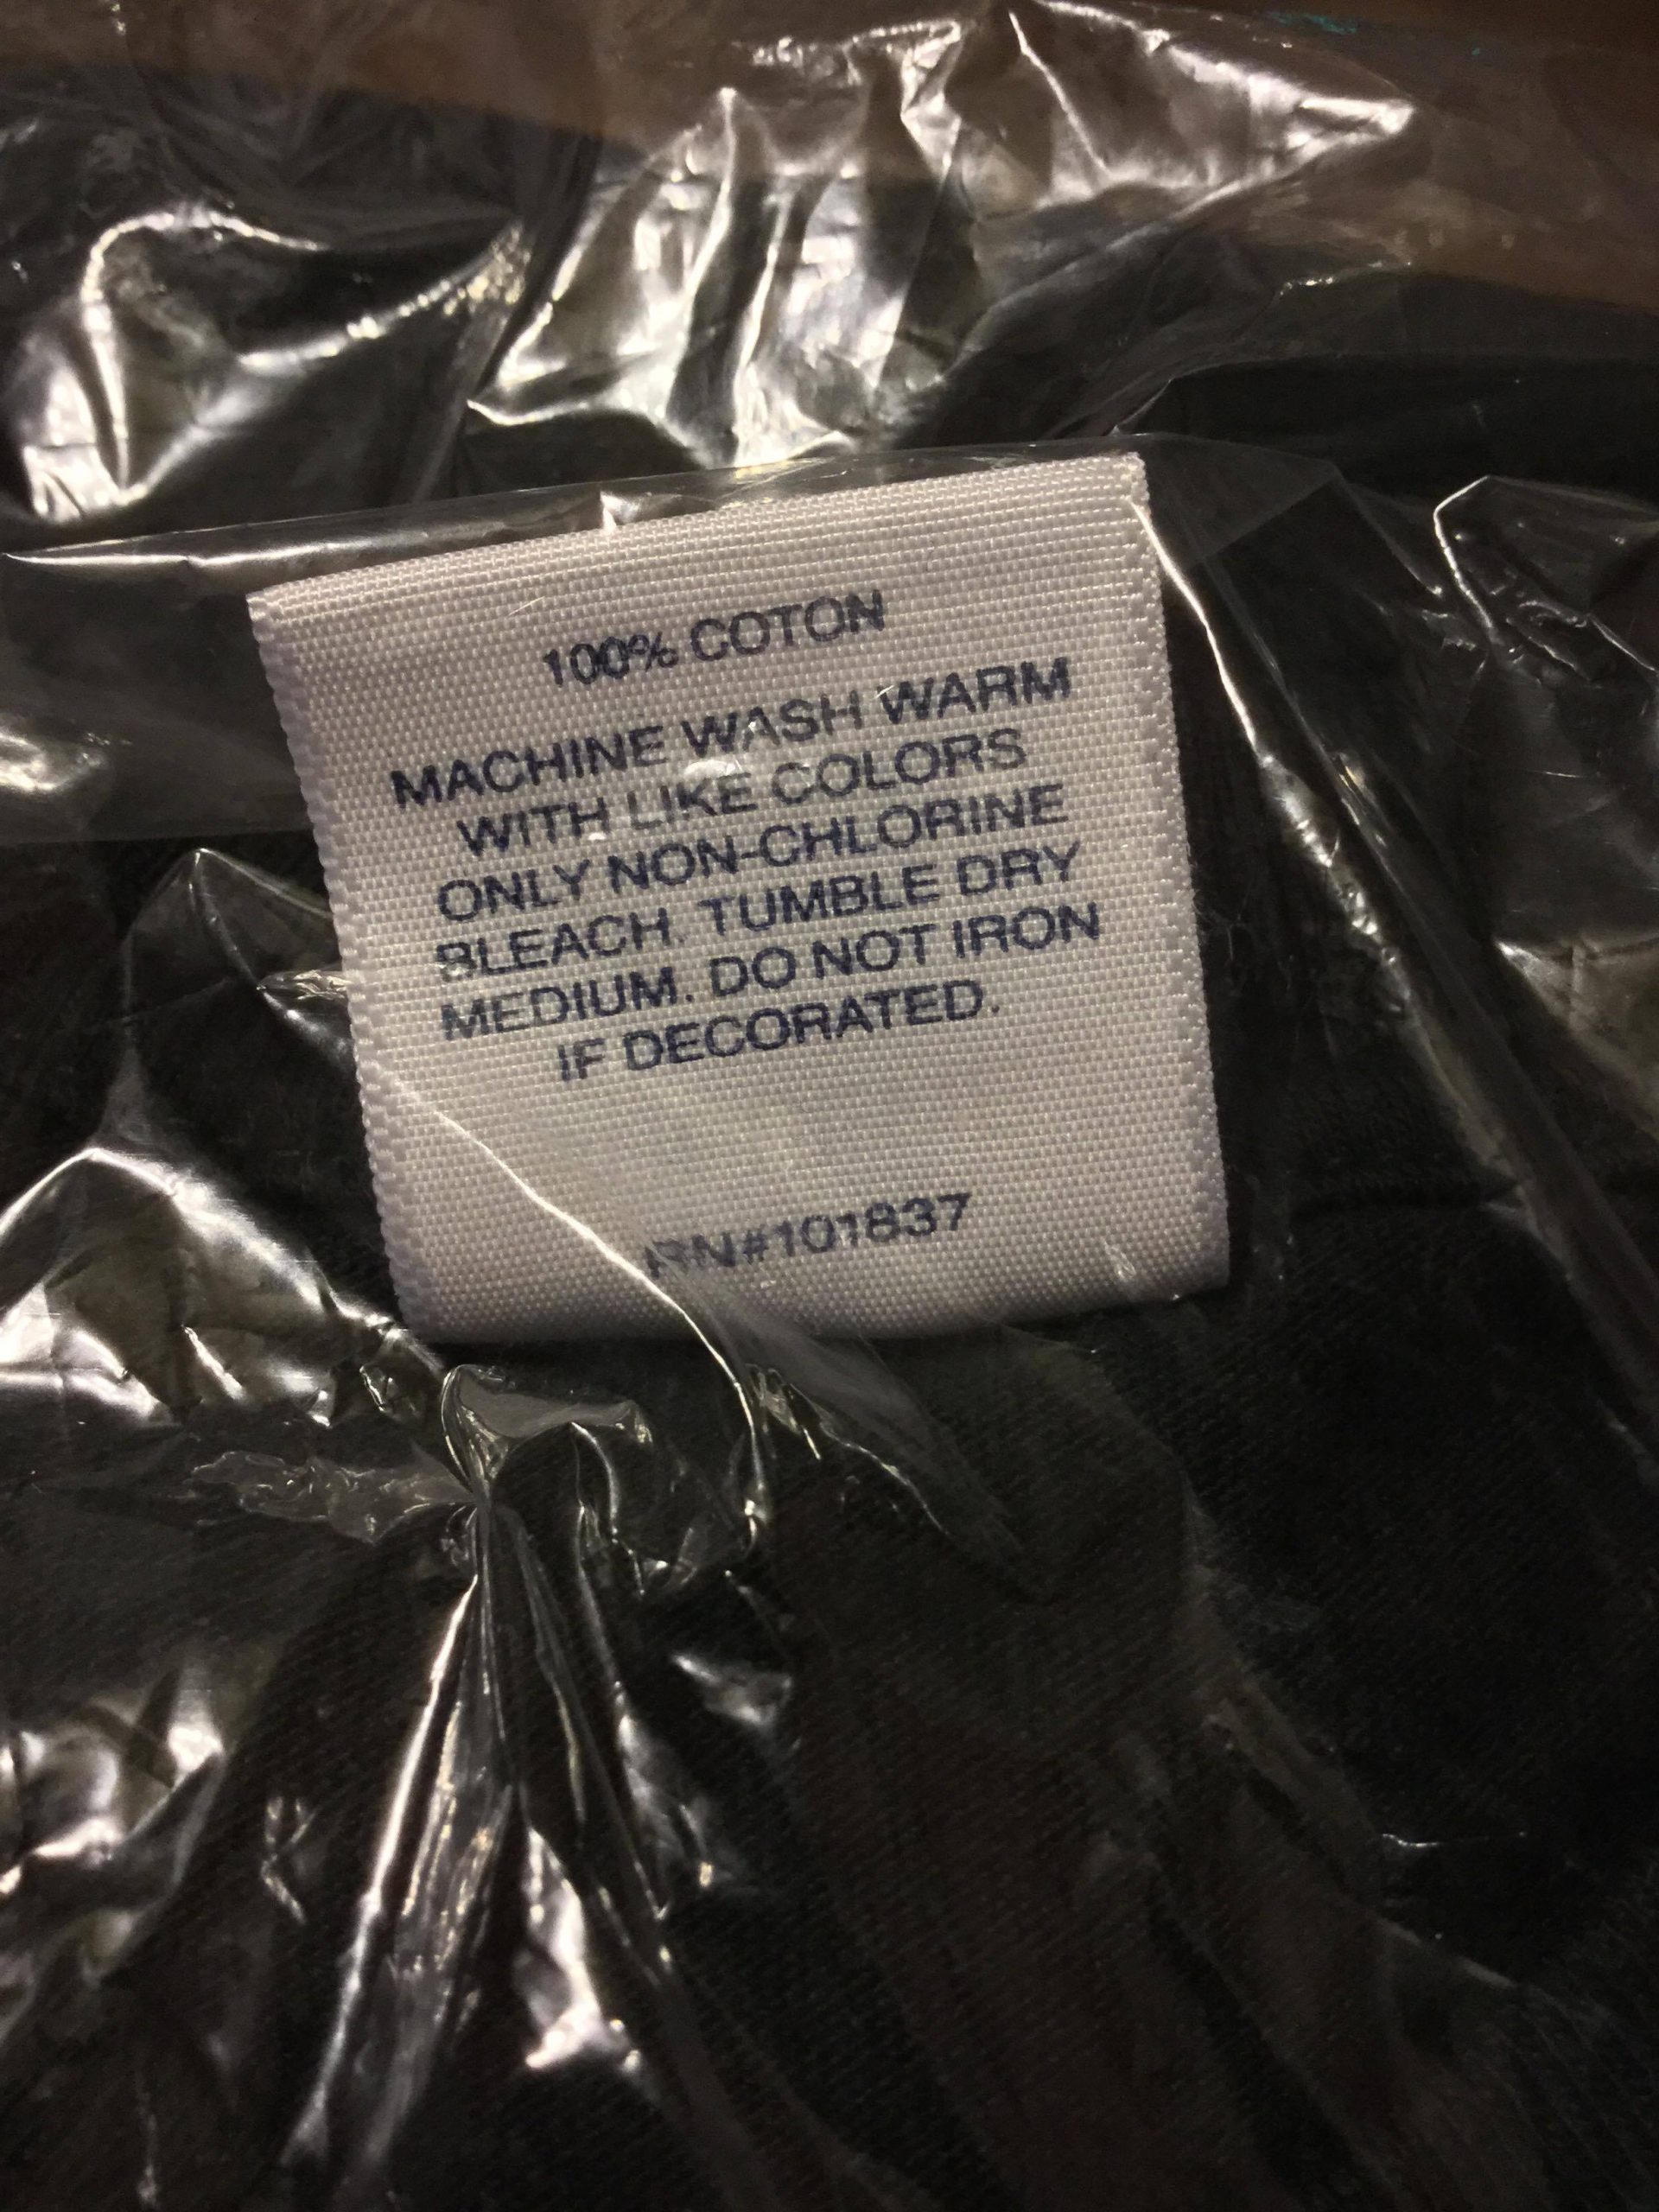 100% COTON
MACHINE WASH WARM
WITH LIKE COLORS
ONLY NON-CHLORINE
BLEACH. TUMBLE DRY
MEDIUM. DO NOT IRON
IF DECORATED.
RN#101837